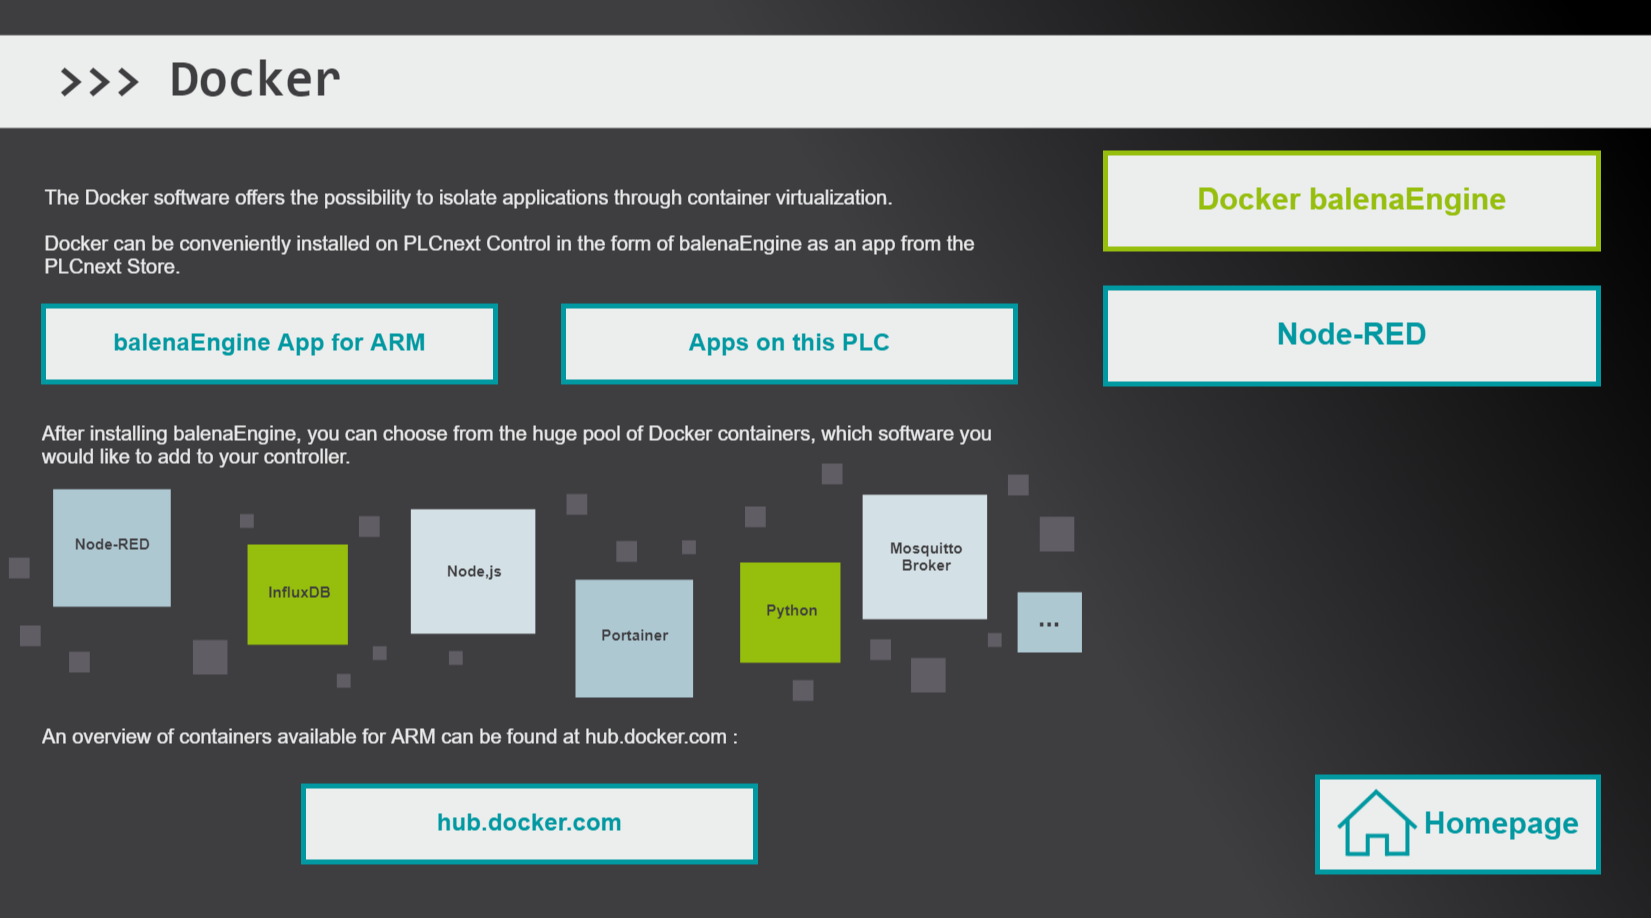 >>> Docker
The Docker software offers the possibility to isolate applications through container virtualization.
Docker can be conveniently installed on PLCnext Control in the form of balenaEngine as an app from the
PLCnext Store.
balenaEngine App for ARM
Apps on this PLC
Docker balenaEngine
Node-RED
After installing balenaEngine, you can choose from the huge pool of Docker containers, which software you
would like to add to your controller.
Node-RED
InfluxDB
Node,js
Portainer
Python
Mosquitto
Broker
...
An overview of containers available for ARM can be found at hub.docker.com :
hub.docker.com
Homepage